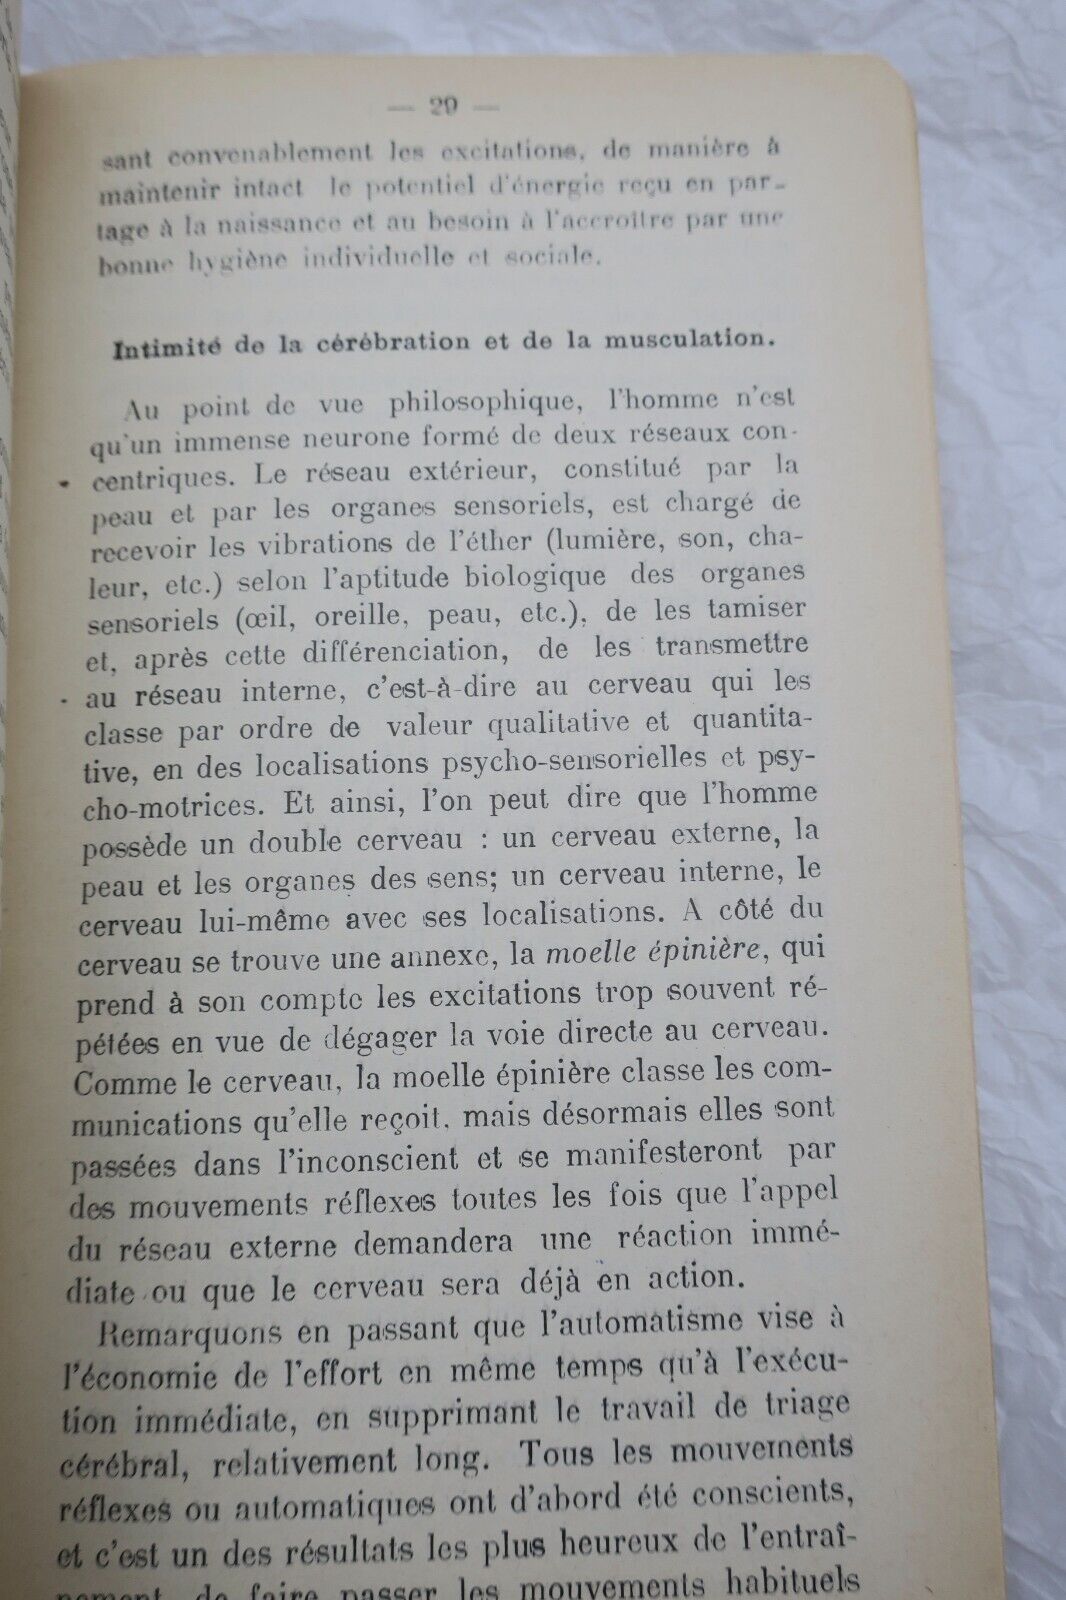 — 29 —
sant convenablement les excitations, de manière à
maintenir intact le potentiel d'énergie reçu en par-
tage à la naissance et au besoin à l'accroître par une
bonne hygiène individuelle et sociale.
Intimité de la cérébration et de la musculation.
Au point de vue philosophique, l'homme n'est
qu'un immense neurone formé de deux réseaux con-
centriques. Le réseau extérieur, constitué par la
peau et par les organes sensoriels, est chargé de
recevoir les vibrations de l'éther (lumière, son, cha-
leur, etc.) selon l'aptitude biologique des organes
sensoriels (œil, oreille, peau, etc.), de les tamiser
et, après cette différenciation, de les transmettre
au réseau interne, c'est-à-dire au cerveau qui les
classe par ordre de valeur qualitative et quantita-
tive, en des localisations psycho-sensorielles et psy-
cho-motrices. Et ainsi, l'on peut dire que l'homme
possède un double cerveau : un cerveau externe, la
peau et les organes des sens; un cerveau interne, le
cerveau lui-même avec ses localisations. A côté du
cerveau se trouve une annexe, la moelle épinière, qui
prend à son compte les excitations trop souvent ré-
pétées en vue de dégager la voie directe au cerveau.
Comme le cerveau, la moelle épinière classe les com-
munications qu'elle reçoit, mais désormais elles sont
passées dans l'inconscient et se manifesteront par
des mouvements réflexes toutes les fois que l'appel
du réseau externe demandera une réaction immé-
diate ou que le cerveau sera déjà en action.
Remarquons en passant que l'automatisme vise à
l'économie de l'effort en même temps qu'à l'exécu-
tion immédiate, en supprimant le travail de triage
cérébral, relativement long. Tous les mouvements
réflexes ou automatiques ont d'abord été conscients,
et c'est un des résultats les plus heureux de l'entraî-
nement, de faire passer les mouvements habituels